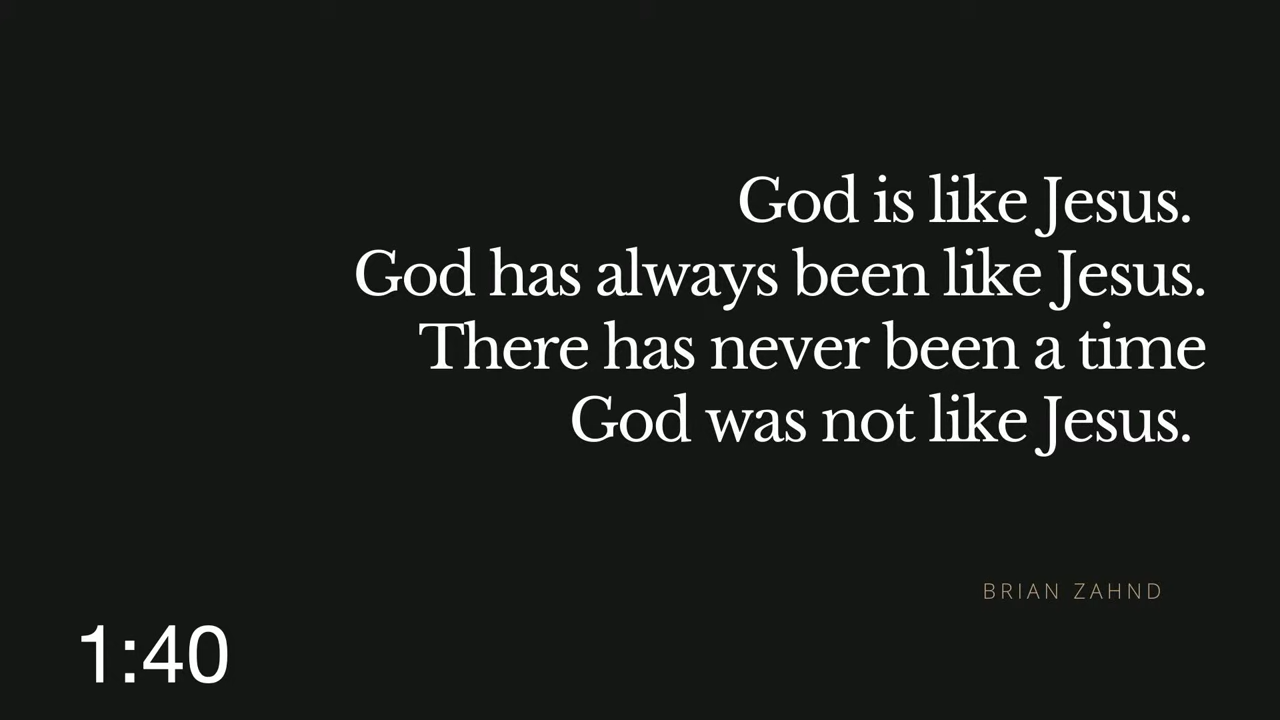 God is like Jesus.
God has always been like Jesus.
There has never been a time
God was not like Jesus.
BRIAN ZAHND
1:40